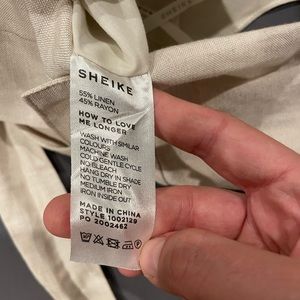 SHEIKE
55% LINEN
45% RAYON
HOW TO LOVE
ME LONGER
WASH WITH SIMILAR
COLOURS
MACHINE WASH
COLD GENTLE CYCLE
NO BLEACH
HANG DRY IN SHADE
NO TUMBLE DRY
MEDIUM IRON
IRON INSIDE OUT
MADE IN CHINA
STYLE 1002129
PO 2002462